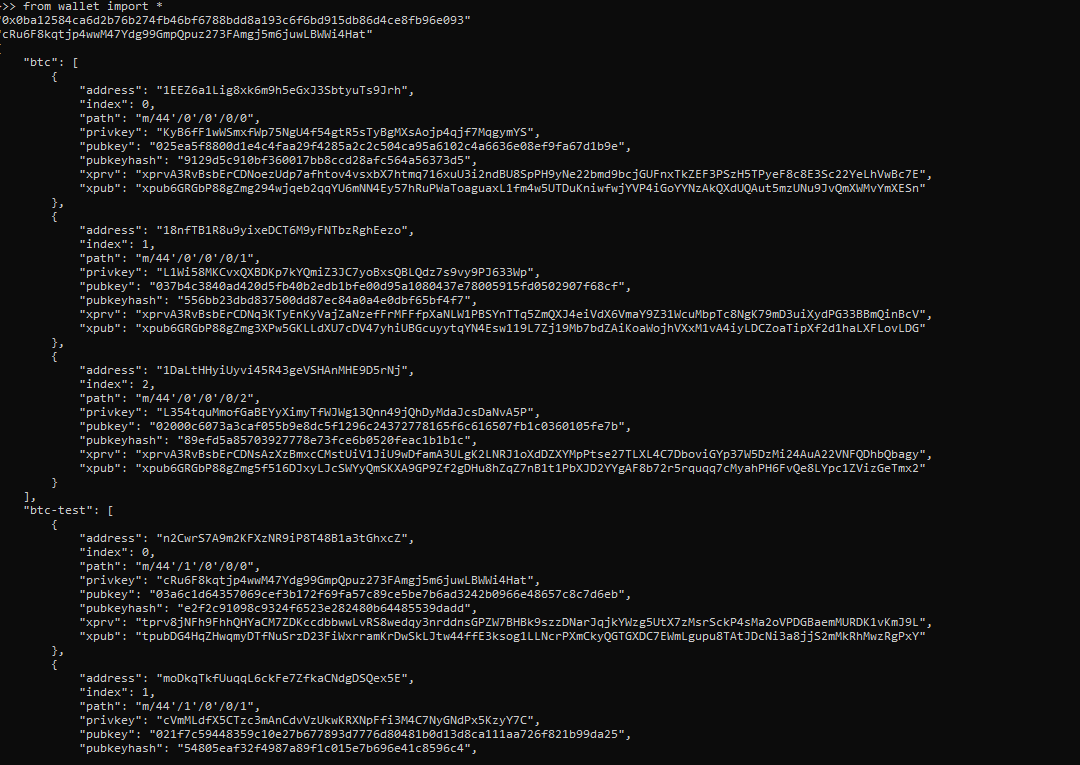 >> from wallet import *
'0x0ba12584ca6d2b76b274fb46bf6788bdd8a193c6f6bd915db86d4ce8fb96e093"
'cRu6F8kqtjp4wwM47Ydg99GmpQpuz273FAmgj5m6juwLBWWi4Hat"
{
"btc": [
{
"address": "1EEZ6a1Lig8xk6m9h5eGxJ3SbtyuTs9Jrh",
"index": 0,
"path": "m/44'/0'/0'/0/0",
"privkey": "KyB6fF1wWSmxfWp75NgU4f54gtR5sTyBgMXsAojp4qjf7MqgymYS",
"pubkey": "025ea5f8800d1e4c4faa29f4285a2c2c504ca95a6102c4a6636e08ef9fa67d1b9e",
"pubkeyhash": "9129d5c910bf360017bb8ccd28afc564a56373d5",
"xprv": "xprvA3RvBsbErCDNoezUdp7afhtov4vsxbX7htmq716xuU3i2ndBU8SpPH9yNe22bmd9bcjGUFnxTkZEF3PSzH5TPyeF8c8E3Sc22YeLhVwBc7E",
"xpub": "xpub6GRGbP88gZmg294wjqeb2qqYU6mNN4Ey57hRuPWaToaguaxL1fm4w5UTDuKniwfwjYVP4iGoYYNzAkQXdUQAut5mzUNu9JvQmXWMvYmXESn"
},
{
"address": "18nfTB1R8u9yixeDCT6M9yFNTbzRghEezo",
"index": 1,
"path": "m/44'/0'/0'/0/1",
"privkey": "L1Wi58MKCvxQXBDKp7kYQmiZ3JC7yoBxsQBLQdz7s9vy9PJ633Wp",
"pubkey": "037b4c3840ad420d5fb40b2edb1bfe00d95a1080437e78005915fd0502907f68cf",
"pubkeyhash": "556bb23dbd837500dd87ec84a0a4e0dbf65bf4f7",
"xprv": "xprvA3RvBsbErCDNq3KTyEnKyVajZaNzefFrMFFfpXaNLW1PBSYnTTq5ZmQXJ4eiVdX6VmaY9Z31WcuMbpTc8NgK79mD3uiXydPG33BBmQinBcV",
"xpub": "xpub6GRGbP88gZmg3XPw5GKLLdXU7cDV47yhiUBGcuyytqYN4Esw119L7Zj19Mb7bdZAiKoaWojhVXxM1vA4iyLDCZoaTipXf2d1haLXFLovLDG"
},
{
"address": "1DaLtHHyiUyvi45R43geVSHAnMHE9D5rNj",
"index": 2,
"path": "m/44'/0'/0'/0/2",
"privkey": "L354tquMmofGaBEYyXimyTfWJWg13Qnn49jQhDyMdaJcsDaNvA5P",
"pubkey": "02000c6073a3caf055b9e8dc5f1296c24372778165f6c616507fb1c0360105fe7b",
"pubkeyhash": "89efd5a85703927778e73fce6b0520feac1b1b1c",
"xprv": "xprvA3RvBsbErCDNsAzXzBmxcCMstUiV1JiU9wDfamA3ULgK2LNRJ1oXdDZXYMpPtse27TLXL4C7DboviGYp37W5DzMi24AuA22VNFQDhbQbagy",
"xpub": "xpub6GRGbP88gZmg5f516DJxyLJcSWYyQmSKXA9GP9Zf2gDHu8hZqZ7nB1t1PbXJD2YYgAF8b72r5rquqq7cMyahPH6FvQe8LYpc1ZVizGeTmx2"
}
],
"btc-test": [
{
"address": "n2CwrS7A9m2KFXzNR9iP8T48B1a3tGhxcZ",
"index": 0,
"path": "m/44'/1'/0'/0/0",
"privkey": "cRu6F8kqtjp4wwM47Ydg99GmpQpuz273FAmgj5m6juwLBWWi4Hat",
"pubkey": "03a6c1d64357069cef3b172f69fa57c89ce5be7b6ad3242b0966e48657c8c7d6eb",
"pubkeyhash": "e2f2c91098c9324f6523e282480b64485539dadd",
"xprv": "tprv8jNFh9FhhQHYaCM7ZDKccdbbwwLvRS8wedqy3nrddnsGPZW7BHBk9szzDNarJqjkYWzg5UtX7zMsrSckP4sMa2oVPDGBaemMURDK1vKmJ9L",
"xpub": "tpubDG4HqZHwqmyDTfNuSrzD23FiWxrramKrDwSkLJtw44ffE3ksog1LLNcrPXmCkyQGTGXDC7EWmLgupu8TAtJDcNi3a8jjS2mMkRhMwzRgPxY"
},
{
"address": "moDkqTkfUuqqL6ckFe7ZfkaCNdgDSQex5E",
"index": 1,
"path": "m/44'/1'/0'/0/1",
"privkey": "cVmMLdfX5CTzc3mAnCdvVzUkwKRXNpFfi3M4C7NyGNdPx5KzyY7C",
"pubkey": "021f7c59448359c10e27b677893d7776d80481b0d13d8ca111aa726f821b99da25",
"pubkeyhash": "54805eaf32f4987a89f1c015e7b696e41c8596c4",